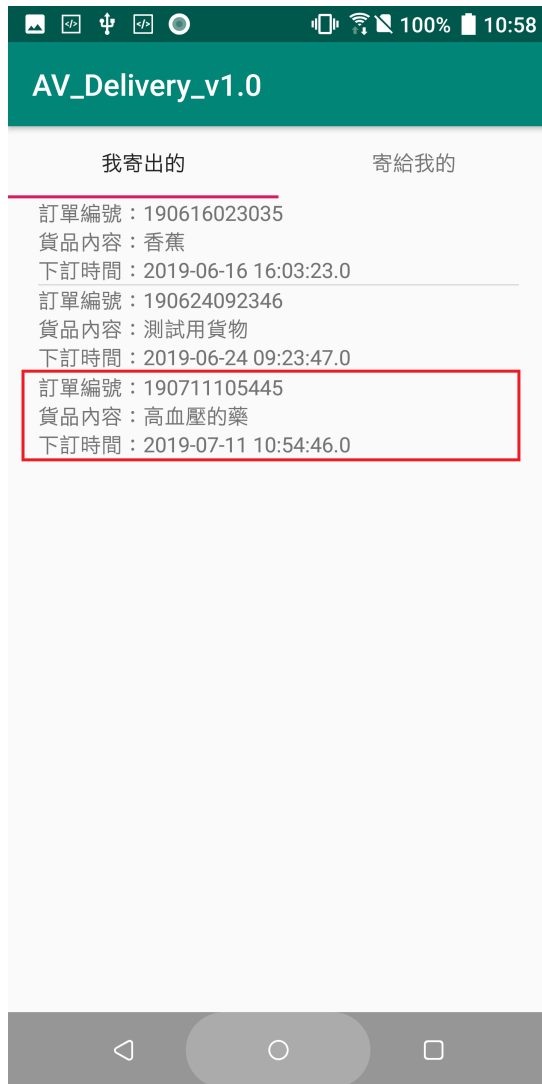 100% 10:58
AV_Delivery_v1.0
我寄出的 寄給我的
訂單編號：190616023035
貨品內容：香蕉
下訂時間：2019-06-16 16:03:23.0
訂單編號：190624092346
貨品內容：測試用貨物
下訂時間：2019-06-24 09:23:47.0
訂單編號：190711105445
貨品內容：高血壓的藥
下訂時間：2019-07-11 10:54:46.0